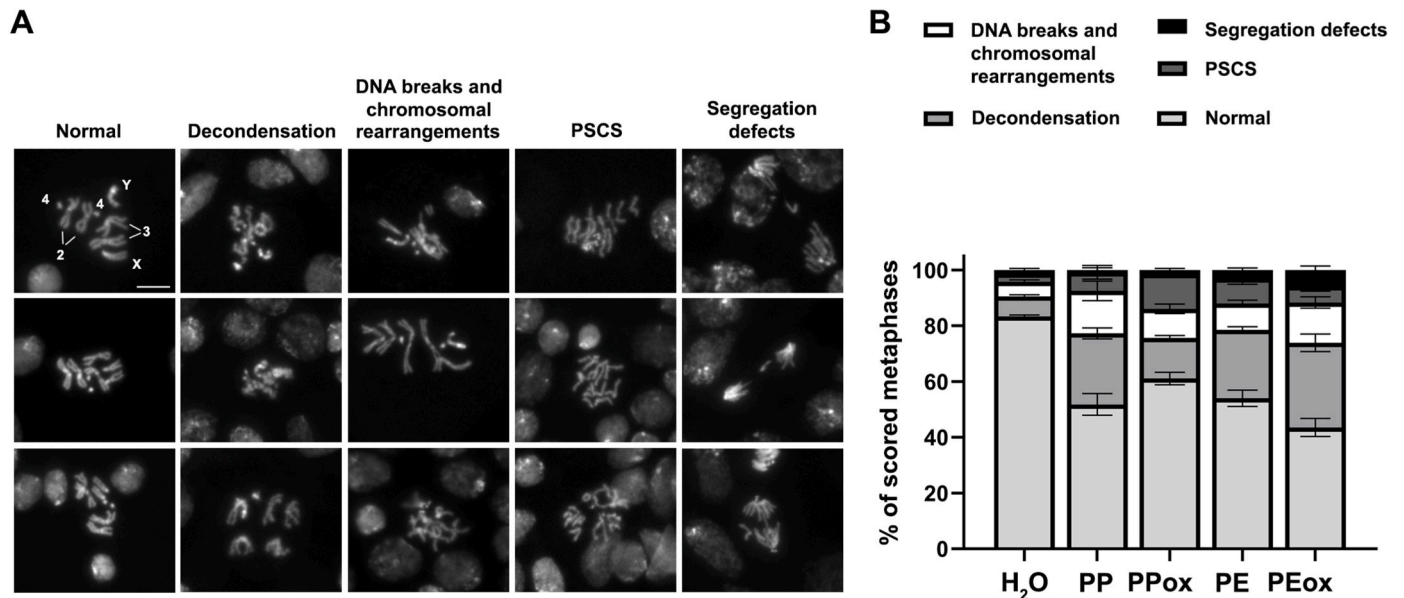 A
Normal
Decondensation
DNA breaks and
chromosomal
rearrangements
PSCS
Segregation
defects
4
4
Y
2
3
X
B
DNA breaks and
chromosomal
rearrangements
Segregation defects
PSCS
Decondensation
Normal
% of scored metaphases
100
80
60
40
20
0
H₂O PP PPox PE PEox